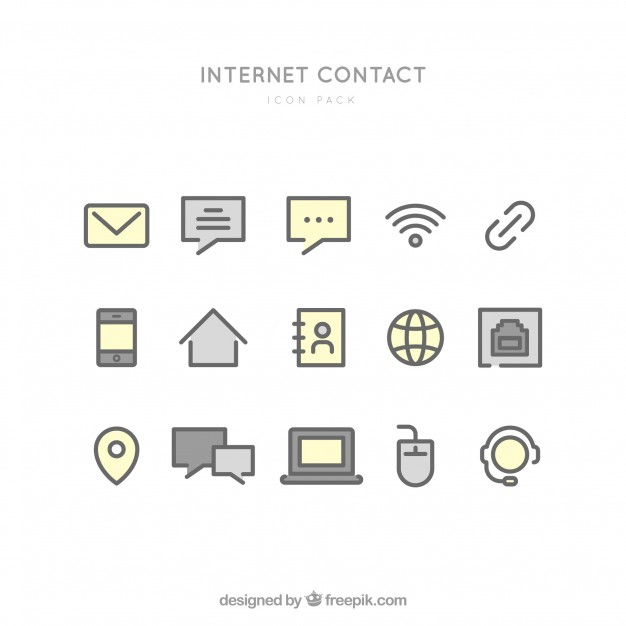 INTERNET CONTACT
ICON PACK
designed by freepik.com